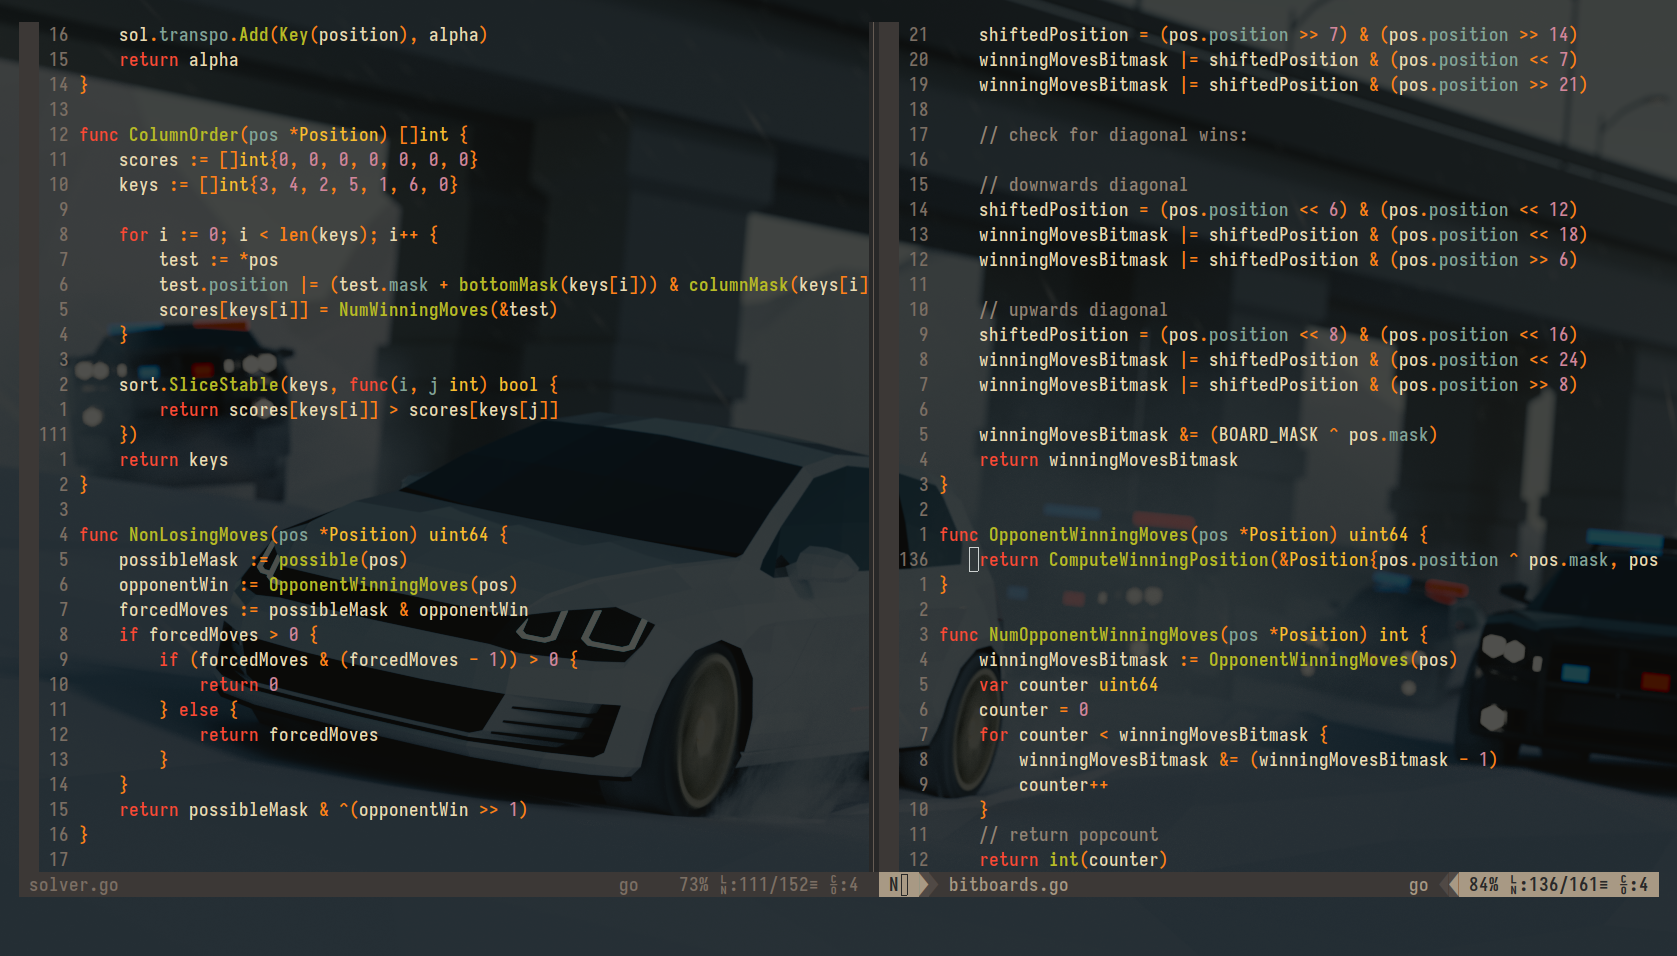 16 sol.transpo.Add(Key(position), alpha)
15 return alpha
14 }
13
12 func ColumnOrder(pos *Position) []int {
11 scores := []int{0, 0, 0, 0, 0, 0, 0}
10 keys := []int{3, 4, 2, 5, 1, 6, 0}
9
8 for i := 0; i < len(keys); i++ {
7 test := *pos
6 test.position |= (test.mask + bottomMask(keys[i])) & columnMask(keys[i]
5 scores[keys[i]] = NumWinningMoves(&test)
4 }
3
2 sort.SliceStable(keys, func(i, j int) bool {
1 return scores[keys[i]] > scores[keys[j]]
111 })
1 return keys
2 }
3
4 func NonLosingMoves(pos *Position) uint64 {
5 possibleMask := possible(pos)
6 opponentWin := OpponentWinningMoves(pos)
7 forcedMoves := possibleMask & opponentWin
8 if forcedMoves > 0 {
9 if (forcedMoves & (forcedMoves - 1)) > 0 {
10 return 0
11 } else {
12 return forcedMoves
13 }
14 }
15 return possibleMask & ^(opponentWin >> 1)
16 }
17
solver.go go 73% LN:111/152≡ CO:4
21 shiftedPosition = (pos.position >> 7) & (pos.position >> 14)
20 winningMovesBitmask |= shiftedPosition & (pos.position << 7)
19 winningMovesBitmask |= shiftedPosition & (pos.position >> 21)
18
17 // check for diagonal wins:
16
15 // downwards diagonal
14 shiftedPosition = (pos.position << 6) & (pos.position << 12)
13 winningMovesBitmask |= shiftedPosition & (pos.position << 18)
12 winningMovesBitmask |= shiftedPosition & (pos.position >> 6)
11
10 // upwards diagonal
9 shiftedPosition = (pos.position << 8) & (pos.position << 16)
8 winningMovesBitmask |= shiftedPosition & (pos.position << 24)
7 winningMovesBitmask |= shiftedPosition & (pos.position >> 8)
6
5 winningMovesBitmask &= (BOARD_MASK ^ pos.mask)
4 return winningMovesBitmask
3 }
2
1 func OpponentWinningMoves(pos *Position) uint64 {
136 return ComputeWinningPosition(&Position{pos.position ^ pos.mask, pos
1 }
2
3 func NumOpponentWinningMoves(pos *Position) int {
4 winningMovesBitmask := OpponentWinningMoves(pos)
5 var counter uint64
6 counter = 0
7 for counter < winningMovesBitmask {
8 winningMovesBitmask &= (winningMovesBitmask - 1)
9 counter++
10 }
11 // return popcount
12 return int(counter)
N bitboards.go go 84% LN:136/161≡ CO:4